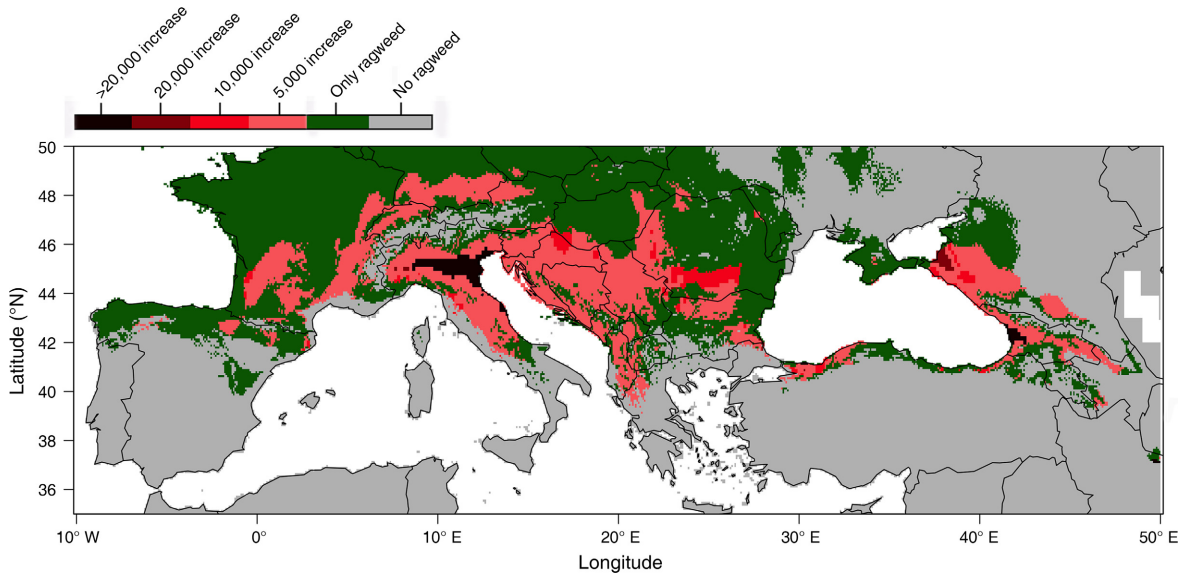 >20,000 increase
20,000 increase
10,000 increase
5.000 increase
Only ragweed
No ragweed
Latitude (°N)
50
48
46
44
42
40
38
36
10° W
0°
10° E
20° E
30° E
40° E
50° E
Longitude